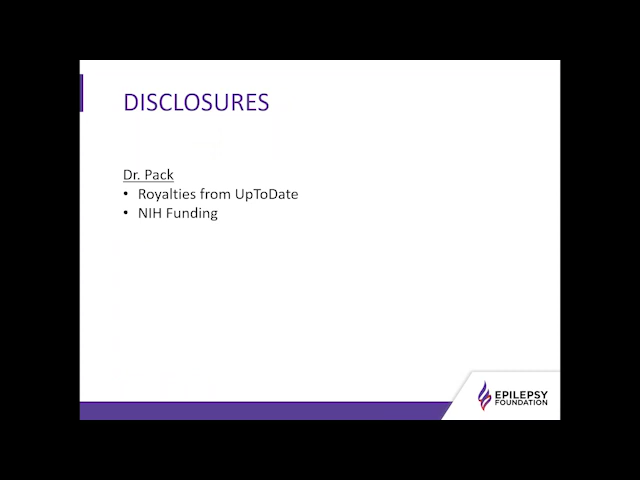 DISCLOSURES
Dr. Pack
• Royalties from UpToDate
• NIH Funding
EPILEPSY
FOUNDATION